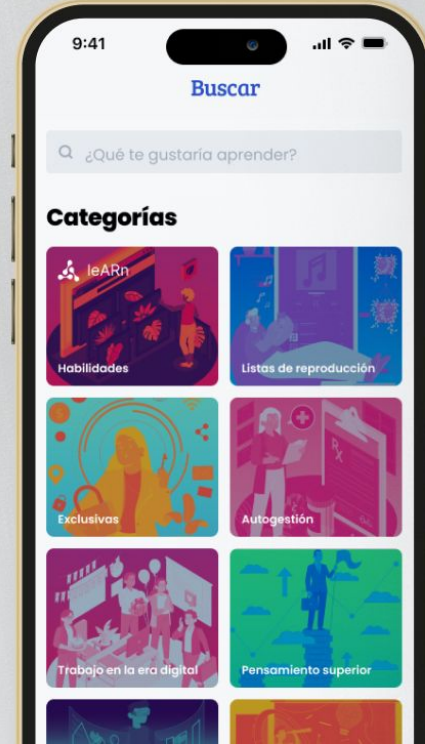 9:41
Buscar
¿Qué te gustaría aprender?
Categorías
leARn
Habilidades
Listas de reproducción
Exclusivas
Autogestión
Rx
Trabajo en la era digital
Pensamiento superior